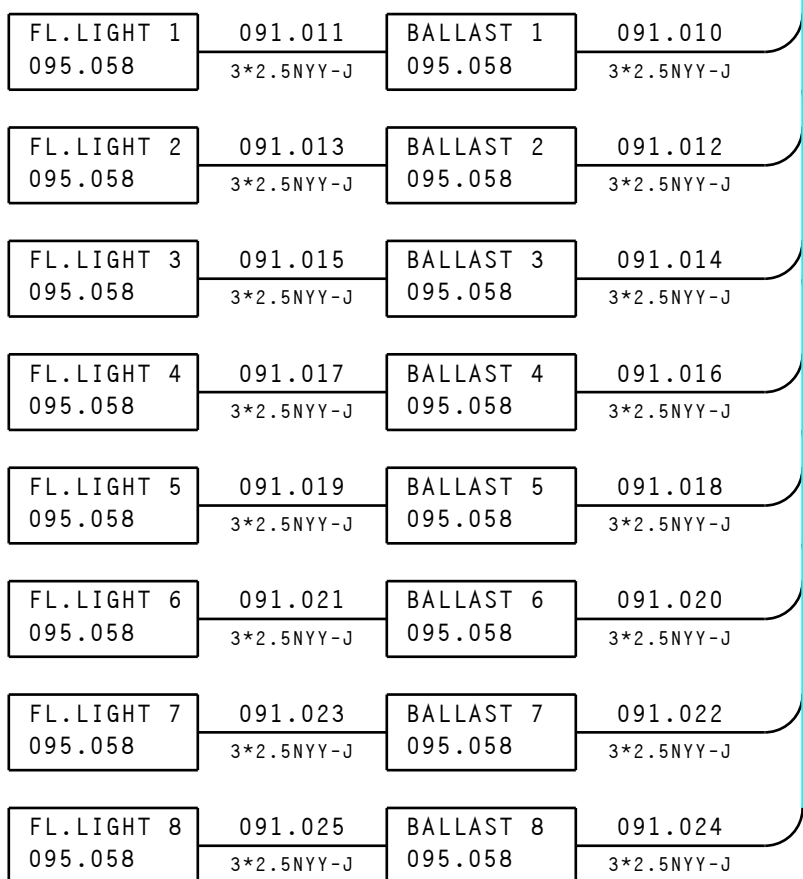 FL.LIGHT 1 091.011 BALLAST 1 091.010
095.058 3*2.5NYY-J 095.058 3*2.5NYY-J
FL.LIGHT 2 091.013 BALLAST 2 091.012
095.058 3*2.5NYY-J 095.058 3*2.5NYY-J
FL.LIGHT 3 091.015 BALLAST 3 091.014
095.058 3*2.5NYY-J 095.058 3*2.5NYY-J
FL.LIGHT 4 091.017 BALLAST 4 091.016
095.058 3*2.5NYY-J 095.058 3*2.5NYY-J
FL.LIGHT 5 091.019 BALLAST 5 091.018
095.058 3*2.5NYY-J 095.058 3*2.5NYY-J
FL.LIGHT 6 091.021 BALLAST 6 091.020
095.058 3*2.5NYY-J 095.058 3*2.5NYY-J
FL.LIGHT 7 091.023 BALLAST 7 091.022
095.058 3*2.5NYY-J 095.058 3*2.5NYY-J
FL.LIGHT 8 091.025 BALLAST 8 091.024
095.058 3*2.5NYY-J 095.058 3*2.5NYY-J